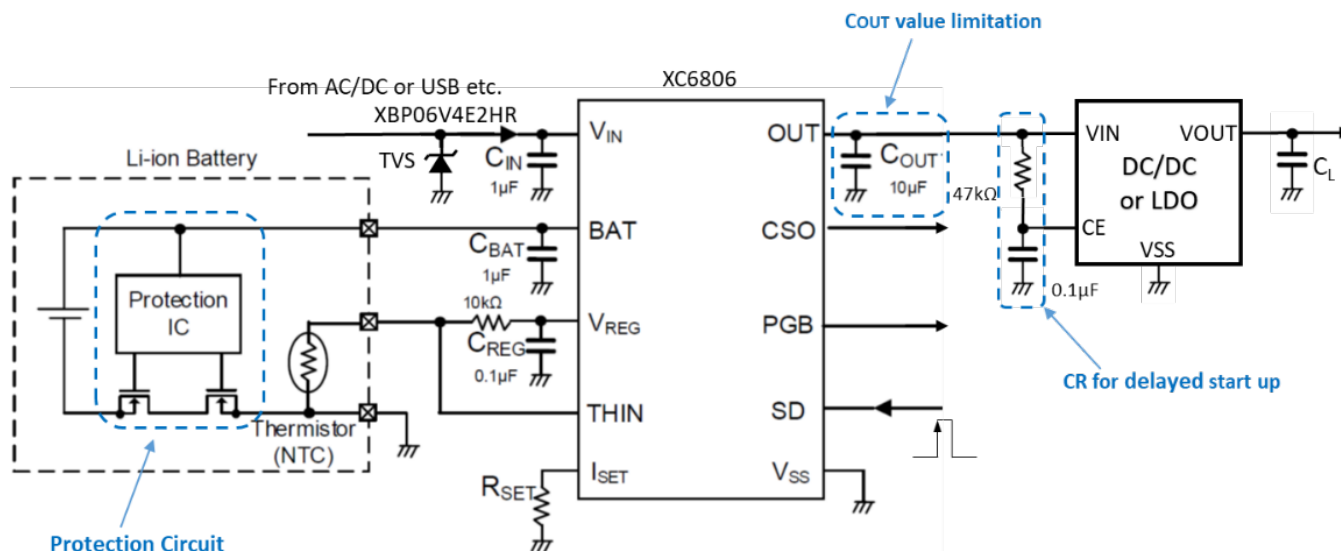 COUT value limitation
From AC/DC or USB etc.
XBP06V4E2HR
XC6806
Li-ion Battery
TVS
CIN
1μF
VIN
OUT
COUT
10μF
47kΩ
VIN
VOUT
DC/DC
or LDO
CE
VSS
CL
0.1μF
CBAT
1μF
BAT
CSO
Protection
IC
10kΩ
CREG
0.1μF
VREG
PGB
CR for delayed start up
Thermistor
(NTC)
THIN
SD
RSET
ISET
VSS
Protection Circuit